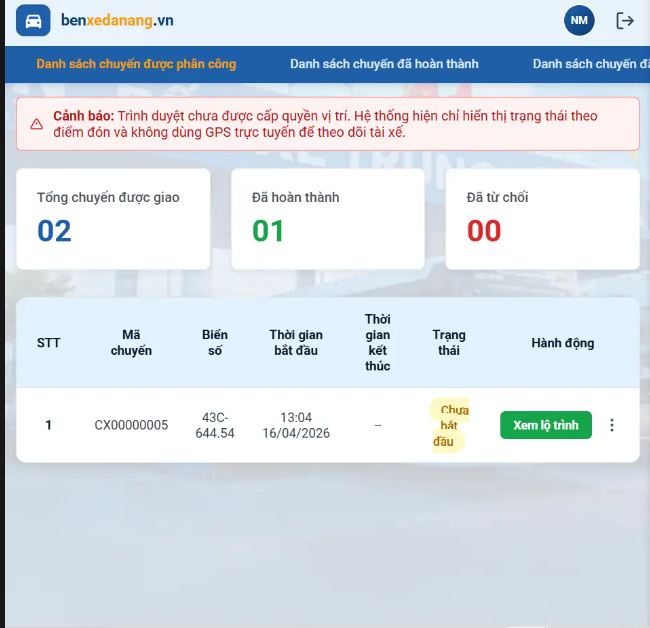 benxedanang.vn
NM
Danh sách chuyến được phân công
Danh sách chuyến đã hoàn thành
Danh sách chuyến đã
Cảnh báo: Trình duyệt chưa được cấp quyền vị trí. Hệ thống hiện chỉ hiển thị trạng thái theo
điểm đón và không dùng GPS trực tuyến để theo dõi tài xế.
Tổng chuyến được giao
02
Đã hoàn thành
01
Đã từ chối
00
STT
Mã
chuyến
Biển
số
Thời gian
bắt đầu
Thời
gian
kết
thúc
Trạng
thái
Hành động
1
CX00000005
43C-
644.54
13:04
16/04/2026
--
Chưa
bắt
đầu
Xem lộ trình